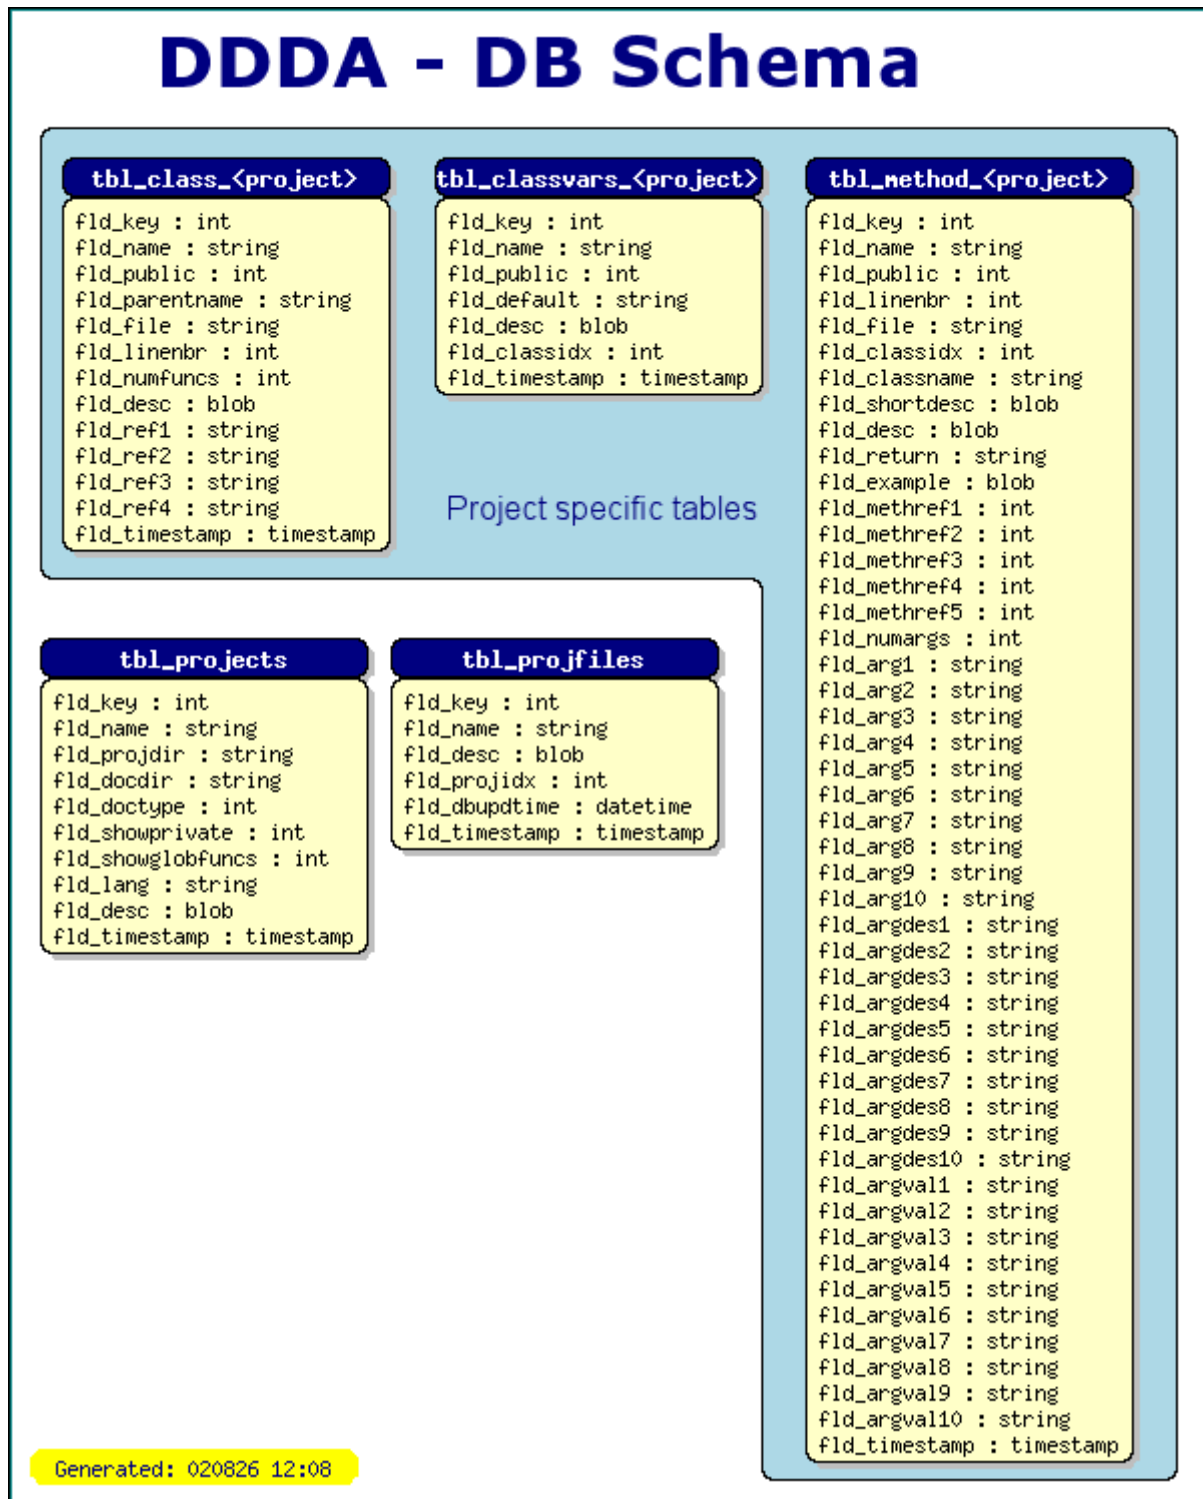 DDDA - DB Schema
tbl_class_<project>
fld_key : int
fld_name : string
fld_public : int
fld_parentname : string
fld_file : string
fld_linenbr : int
fld_numfuncs : int
fld_desc : blob
fld_ref1 : string
fld_ref2 : string
fld_ref3 : string
fld_ref4 : string
fld_timestamp : timestamp
tbl_classvars_<project>
fld_key : int
fld_name : string
fld_public : int
fld_default : string
fld_desc : blob
fld_classidx : int
fld_timestamp : timestamp
Project specific tables
tbl_method_<project>
fld_key : int
fld_name : string
fld_public : int
fld_linenbr : int
fld_file : string
fld_classidx : int
fld_classname : string
fld_shortdesc : blob
fld_desc : blob
fld_return : string
fld_example : blob
fld_methref1 : int
fld_methref2 : int
fld_methref3 : int
fld_methref4 : int
fld_methref5 : int
fld_numargs : int
fld_arg1 : string
fld_arg2 : string
fld_arg3 : string
fld_arg4 : string
fld_arg5 : string
fld_arg6 : string
fld_arg7 : string
fld_arg8 : string
fld_arg9 : string
fld_arg10 : string
fld_argdes1 : string
fld_argdes2 : string
fld_argdes3 : string
fld_argdes4 : string
fld_argdes5 : string
fld_argdes6 : string
fld_argdes7 : string
fld_argdes8 : string
fld_argdes9 : string
fld_argdes10 : string
fld_argval1 : string
fld_argval2 : string
fld_argval3 : string
fld_argval4 : string
fld_argval5 : string
fld_argval6 : string
fld_argval7 : string
fld_argval8 : string
fld_argval9 : string
fld_argval10 : string
fld_timestamp : timestamp
tbl_projects
fld_key : int
fld_name : string
fld_projdir : string
fld_docdir : string
fld_doctype : int
fld_showprivate : int
fld_showglobfuncs : int
fld_lang : string
fld_desc : blob
fld_timestamp : timestamp
tbl_projfiles
fld_key : int
fld_name : string
fld_desc : blob
fld_projidx : int
fld_dbupdtime : datetime
fld_timestamp : timestamp
Generated: 020826 12:08